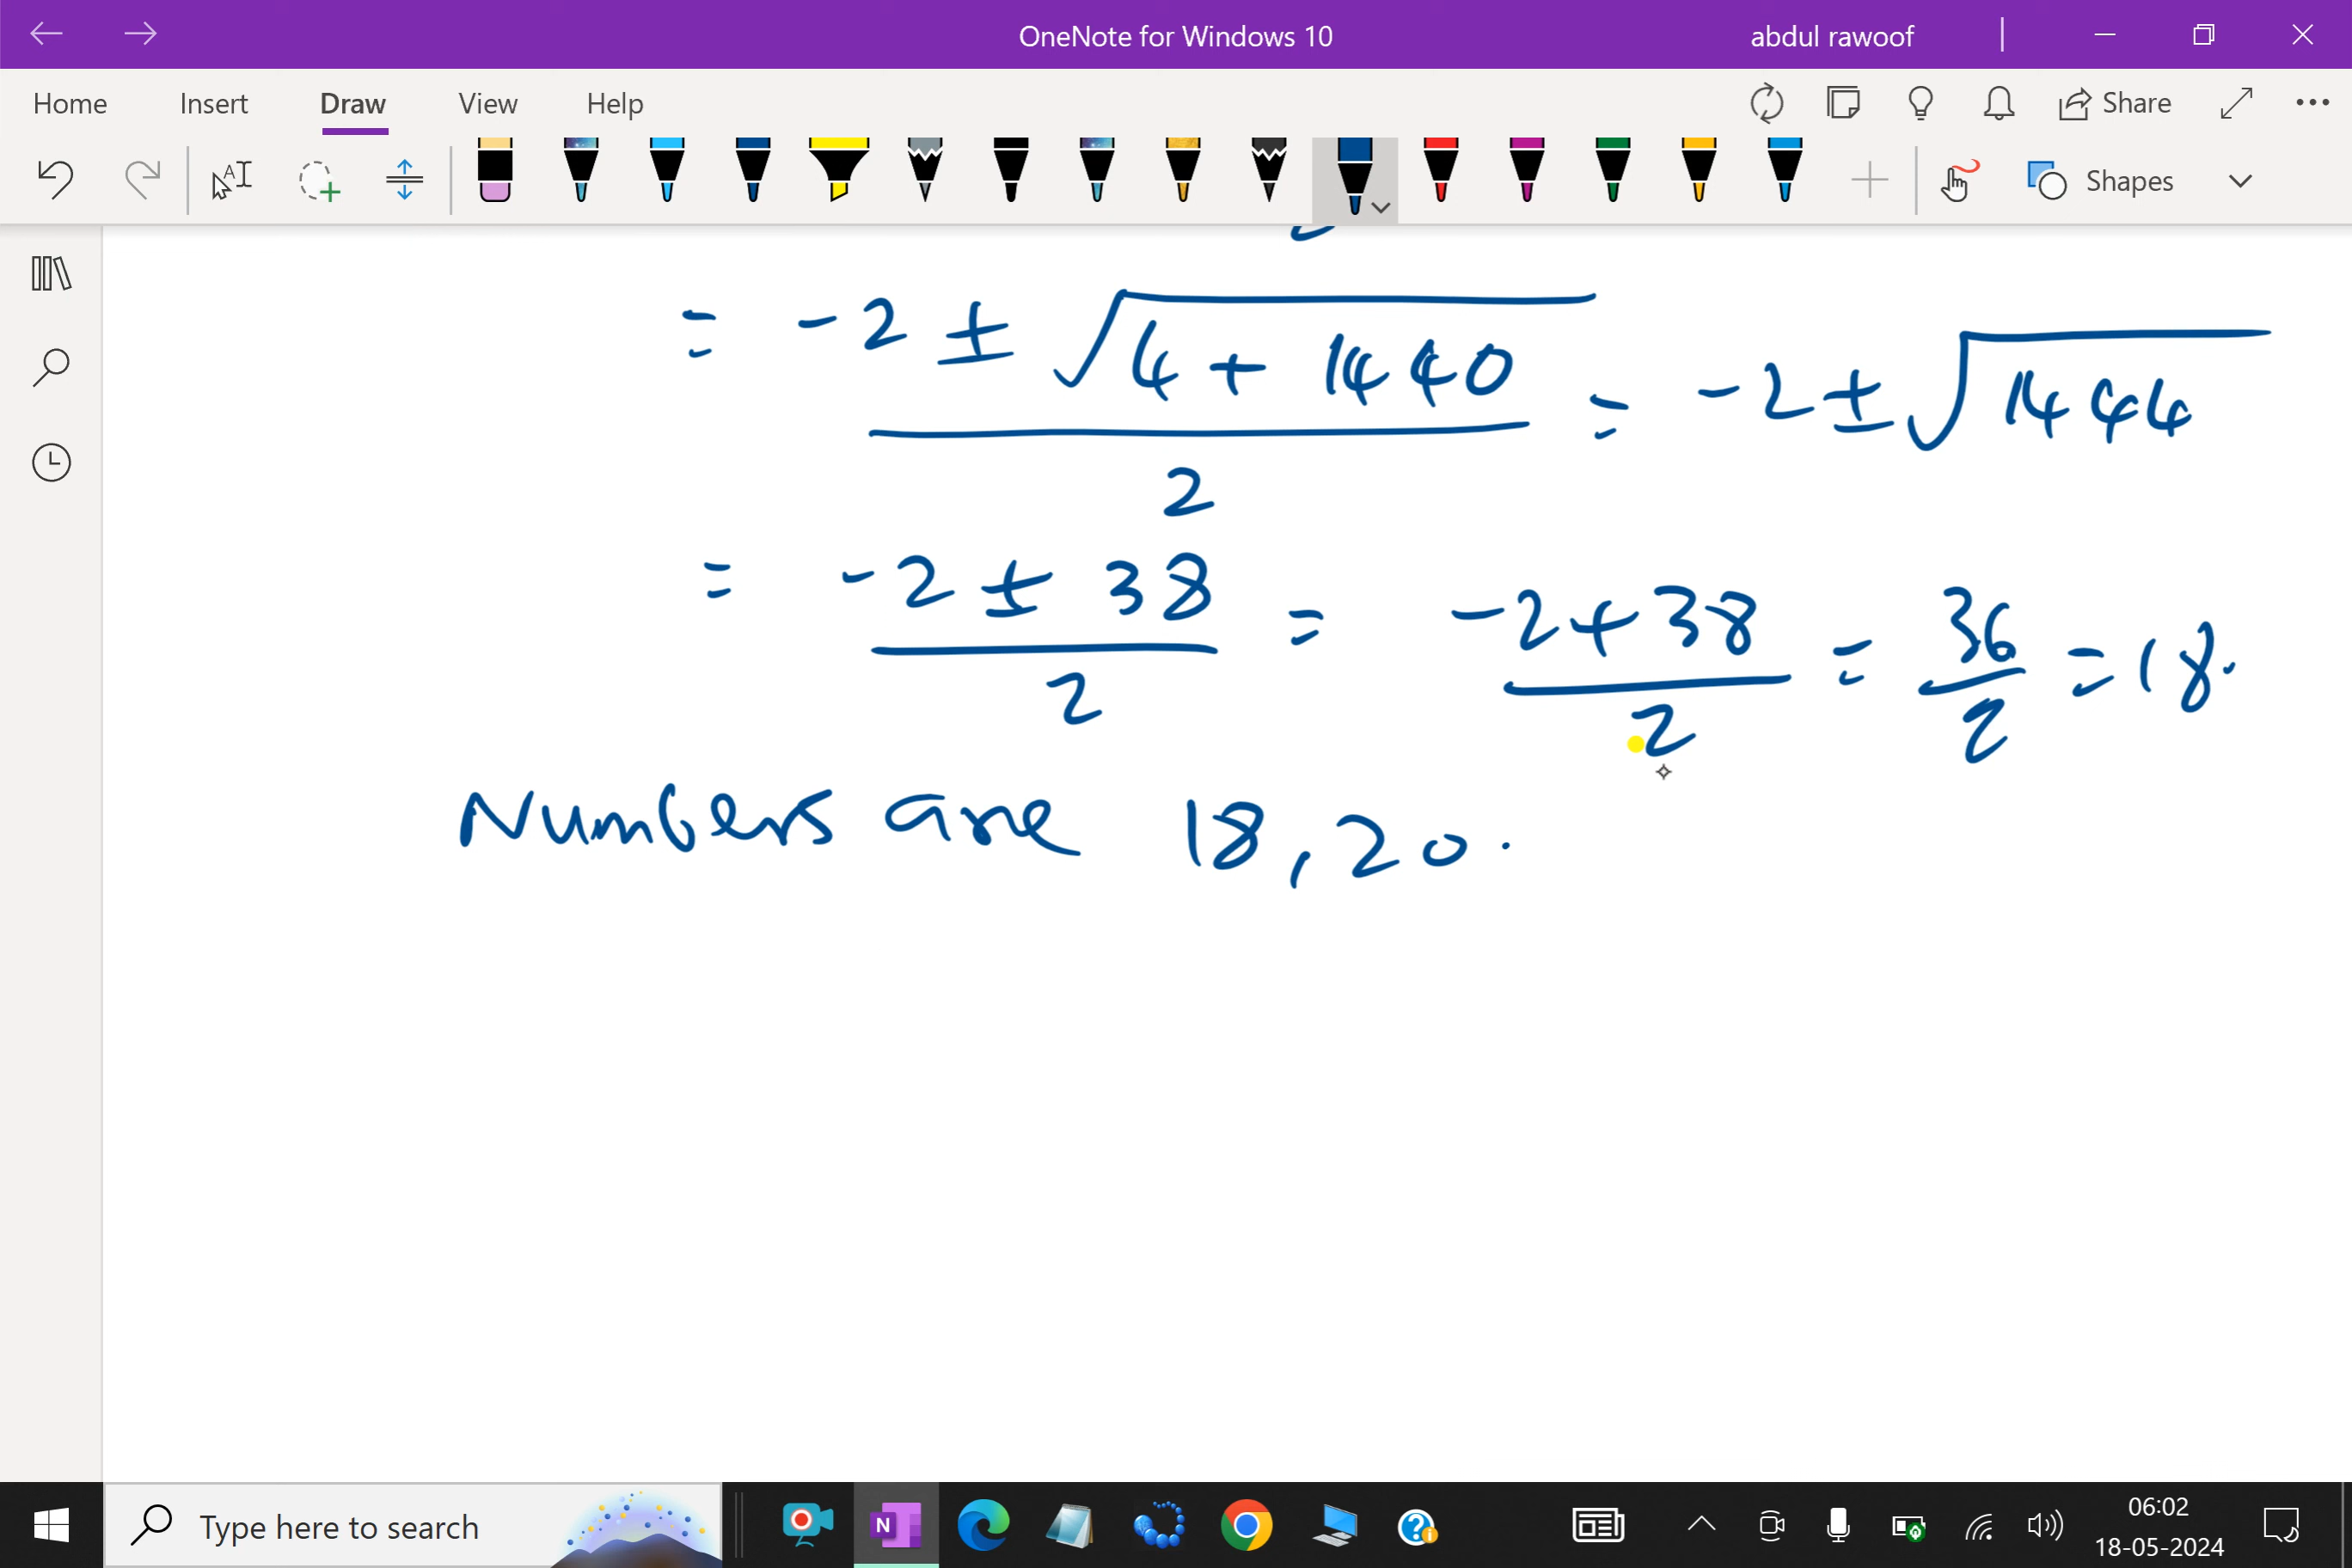 OneNote for Windows 10
abdul rawoof
Home Insert Draw View Help
Share
Shapes
= -2 ± √4 + 1440 / 2 = -2 ± √1444
= -2 ± 38 / 2 = -2 + 38 / 2 = 36 / 2 = 18.
Numbers are 18, 20.
Type here to search
06:02
18-05-2024